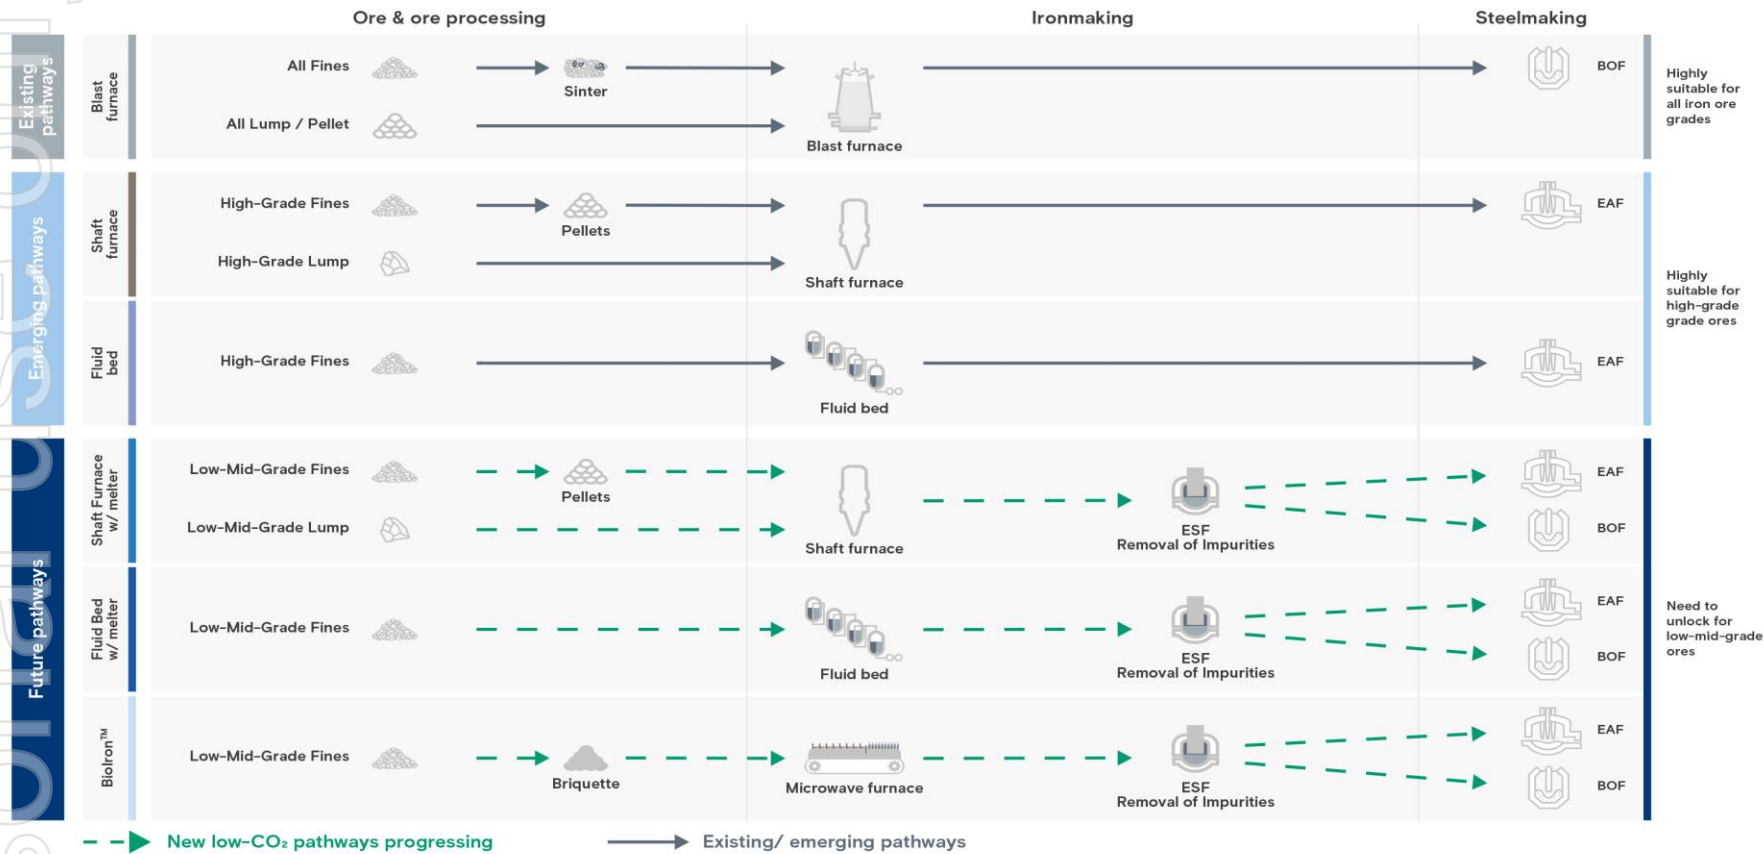 Ore & ore processing
Ironmaking
Steelmaking
Existing
pathways
Blast
furnace
All Fines
Sinter
All Lump / Pellet
Blast furnace
BOF
Highly
suitable for
all iron ore
grades
Emerging pathways
Shaft
furnace
High-Grade Fines
Pellets
High-Grade Lump
Shaft furnace
EAF
Highly
suitable for
high-grade
grade ores
Fluid
bed
High-Grade Fines
Fluid bed
EAF
Future pathways
Shaft Furnace
w/ melter
Low-Mid-Grade Fines
Pellets
Low-Mid-Grade Lump
Shaft furnace
ESF
Removal of Impurities
EAF
BOF
Fluid Bed
w/ melter
Low-Mid-Grade Fines
Fluid bed
ESF
Removal of Impurities
EAF
BOF
Need to
unlock for
low-mid-grade
ores
BioIron™
Low-Mid-Grade Fines
Briquette
Microwave furnace
ESF
Removal of Impurities
EAF
BOF
New low-CO₂ pathways progressing
Existing/ emerging pathways